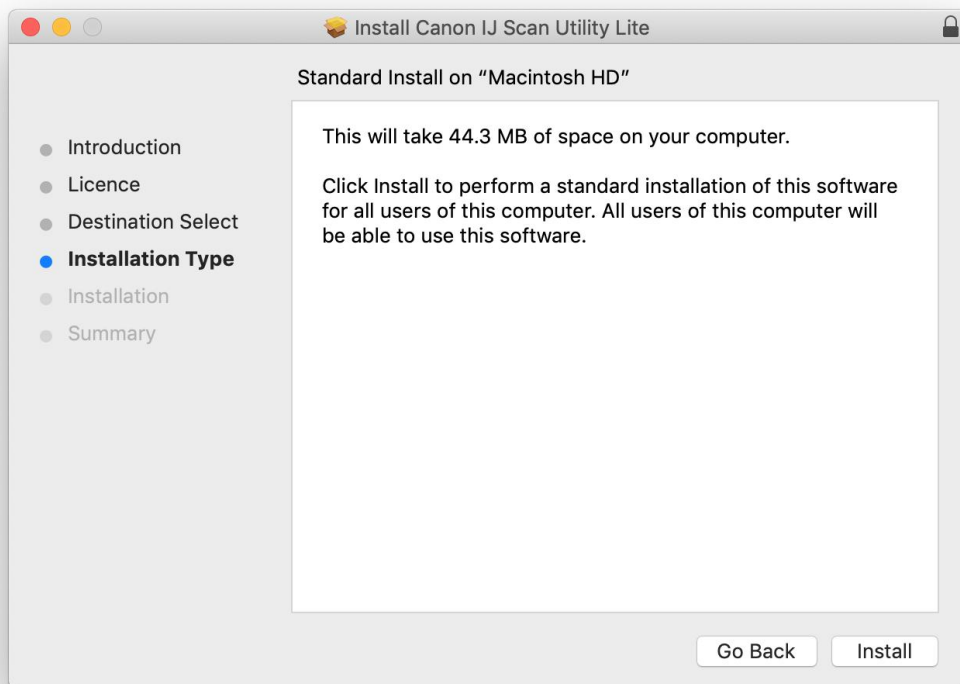 Install Canon IJ Scan Utility Lite
Standard Install on “Macintosh HD”
Introduction
Licence
Destination Select
Installation Type
Installation
Summary
This will take 44.3 MB of space on your computer.
Click Install to perform a standard installation of this software
for all users of this computer. All users of this computer will
be able to use this software.
Go Back
Install